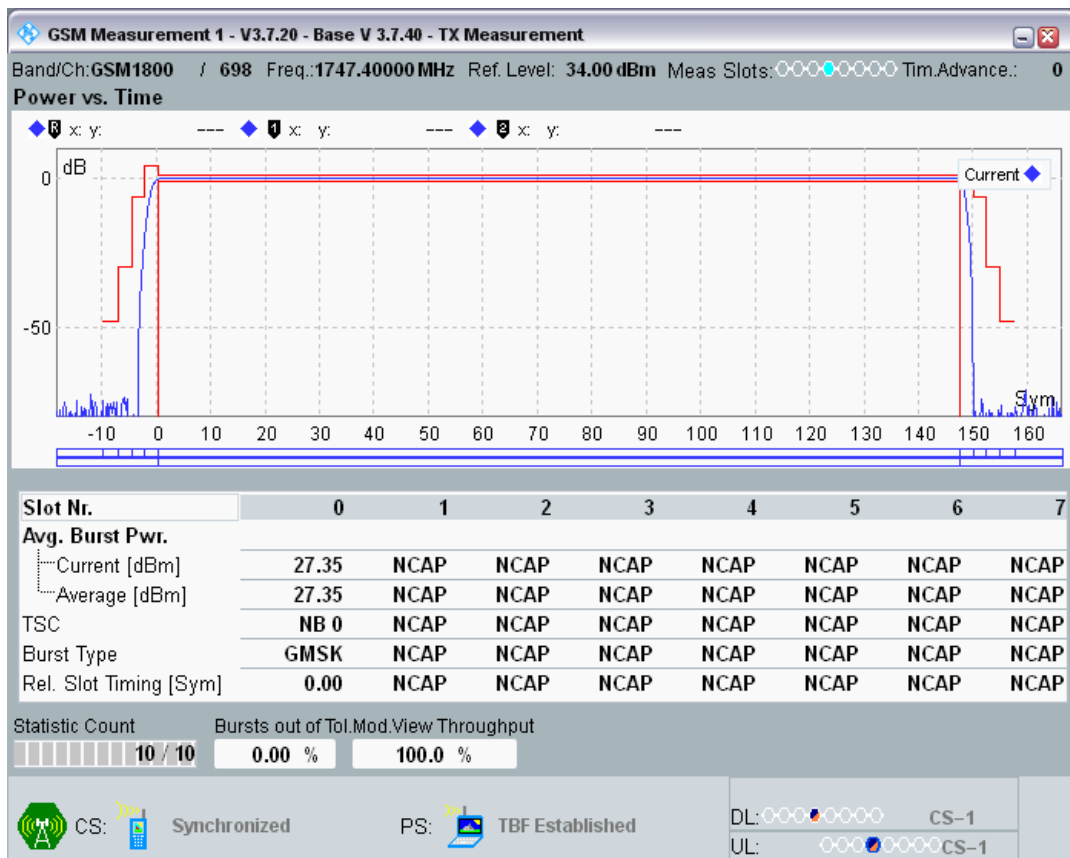 GSM Measurement 1 - V3.7.20 - Base V 3.7.40 - TX Measurement
Band/Ch:GSM1800 / 698 Freq.:1747.40000 MHz Ref. Level: 34.00 dBm Meas Slots: Tim.Advance.: 0
Power vs. Time
R x: y: --- 1 x: y: --- 2 x: y: ---
dB
Current
0
-50
Sym
-10 0 10 20 30 40 50 60 70 80 90 100 110 120 130 140 150 160
Slot Nr. 0 1 2 3 4 5 6 7
Avg. Burst Pwr.
Current [dBm] 27.35 NCAP NCAP NCAP NCAP NCAP NCAP NCAP
Average [dBm] 27.35 NCAP NCAP NCAP NCAP NCAP NCAP NCAP
TSC NB 0 NCAP NCAP NCAP NCAP NCAP NCAP NCAP
Burst Type GMSK NCAP NCAP NCAP NCAP NCAP NCAP NCAP
Rel. Slot Timing [Sym] 0.00 NCAP NCAP NCAP NCAP NCAP NCAP NCAP
Statistic Count Bursts out of Tol. Mod.View Throughput
10 / 10 0.00 % 100.0 %
CS: Synchronized PS: TBF Established
DL: CS-1
UL: CS-1